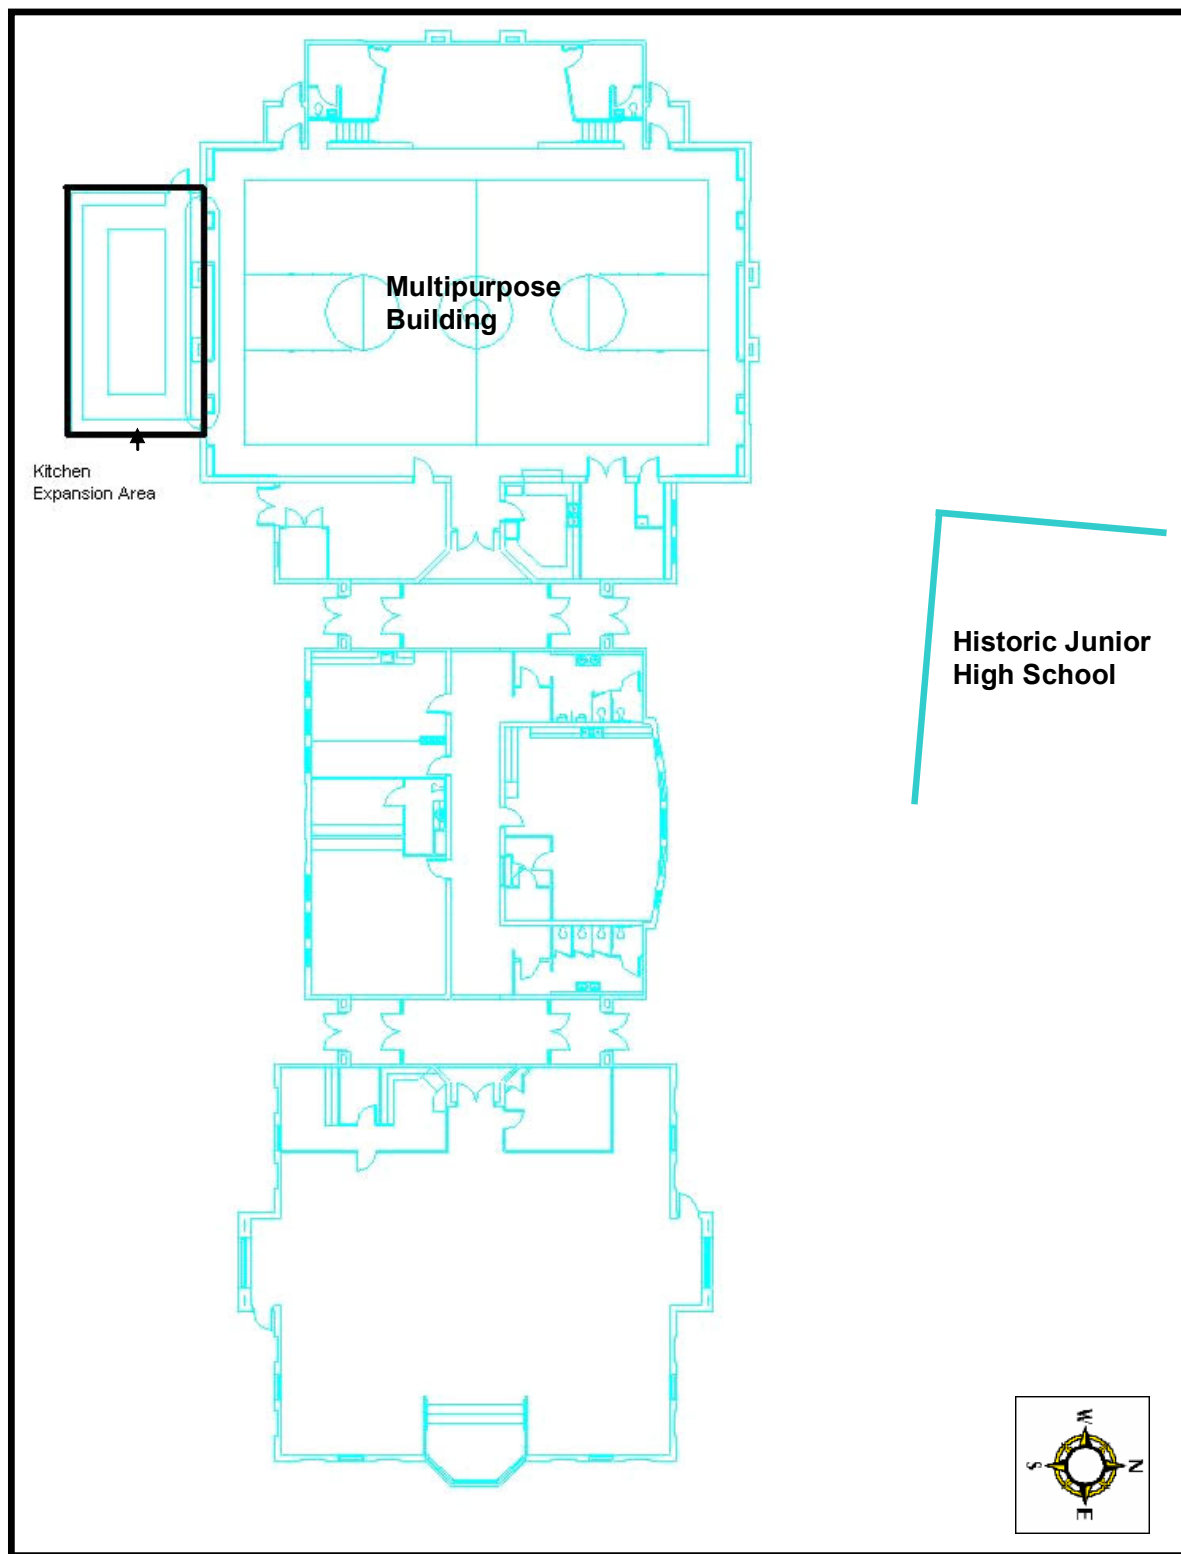 Multipurpose
Building
Kitchen
Expansion Area
Historic Junior
High School
W
S
N
E